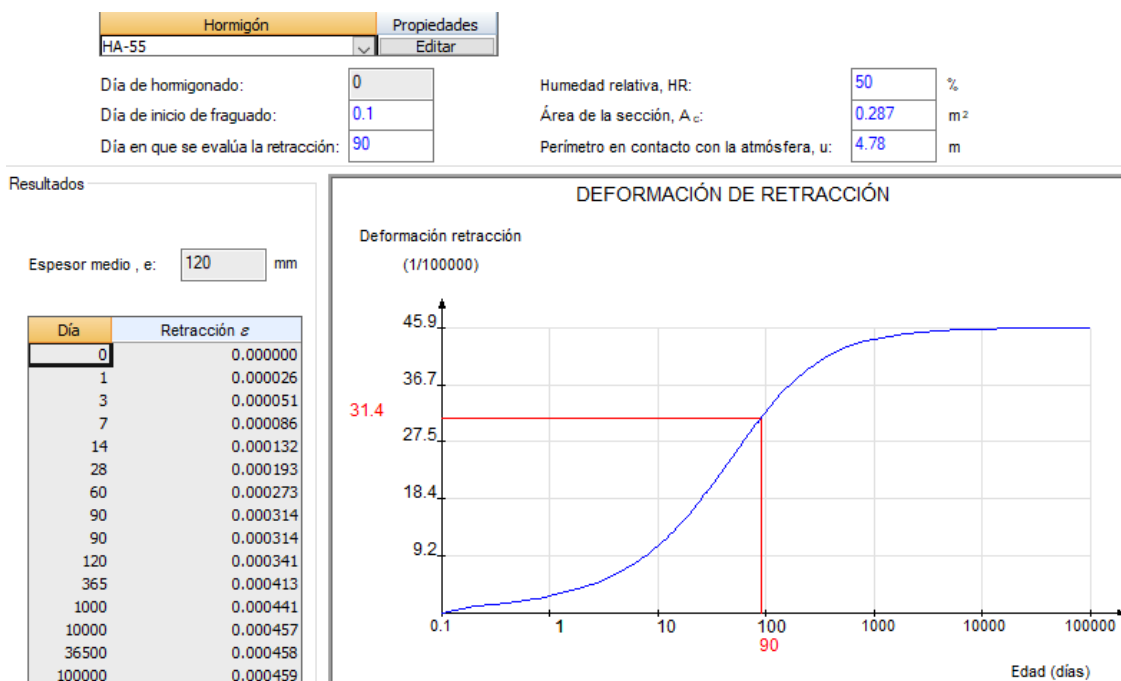 Hormigón Propiedades
HA-55 Editar
Día de hormigonado: 0 Humedad relativa, HR: 50 %
Día de inicio de fraguado: 0.1 Área de la sección, Ac: 0.287 m²
Día en que se evalúa la retracción: 90 Perímetro en contacto con la atmósfera, u: 4.78 m
Resultados
Espesor medio , e: 120 mm
Día Retracción ε
0 0.000000
1 0.000026
3 0.000051
7 0.000086
14 0.000132
28 0.000193
60 0.000273
90 0.000314
90 0.000314
120 0.000341
365 0.000413
1000 0.000441
10000 0.000457
36500 0.000458
100000 0.000459
DEFORMACIÓN DE RETRACCIÓN
Deformación retracción
(1/100000)
45.9
36.7
31.4
27.5
18.4
9.2
0.1 1 10 100 1000 10000 100000
90
Edad (días)